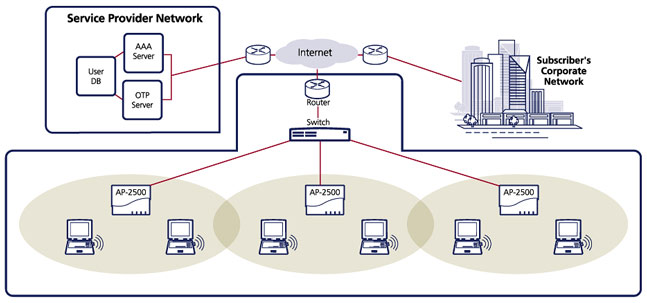 Service Provider Network
AAA
Server
User
DB
OTP
Server
Internet
Subscriber's
Corporate
Network
Router
Switch
AP-2500
AP-2500
AP-2500